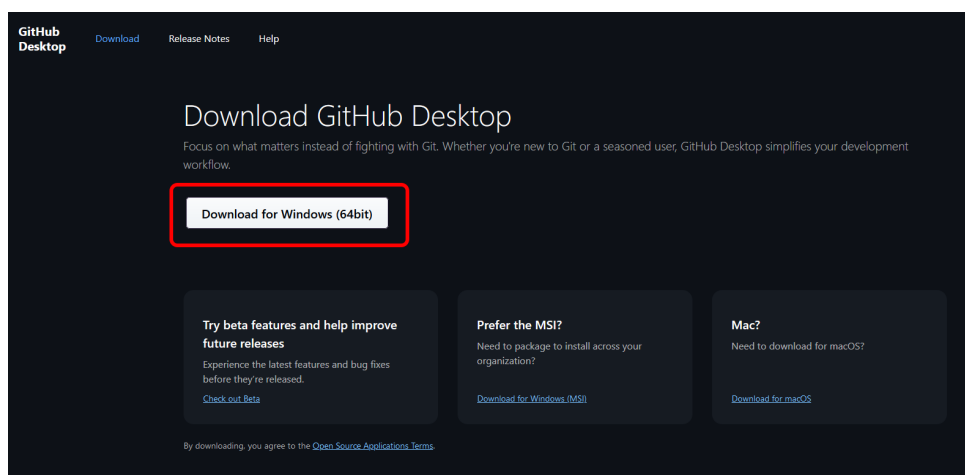 GitHub
Desktop
Download
Release Notes
Help
Download GitHub Desktop
Focus on what matters instead of fighting with Git. Whether you're new to Git or a seasoned user, GitHub Desktop simplifies your development
workflow.
Download for Windows (64bit)
Try beta features and help improve
future releases
Experience the latest features and bug fixes
before they're released.
Check out Beta
Prefer the MSI?
Need to package to install across your
organization?
Download for Windows (MSI)
Mac?
Need to download for macOS?
Download for macOS
By downloading, you agree to the Open Source Applications Terms.